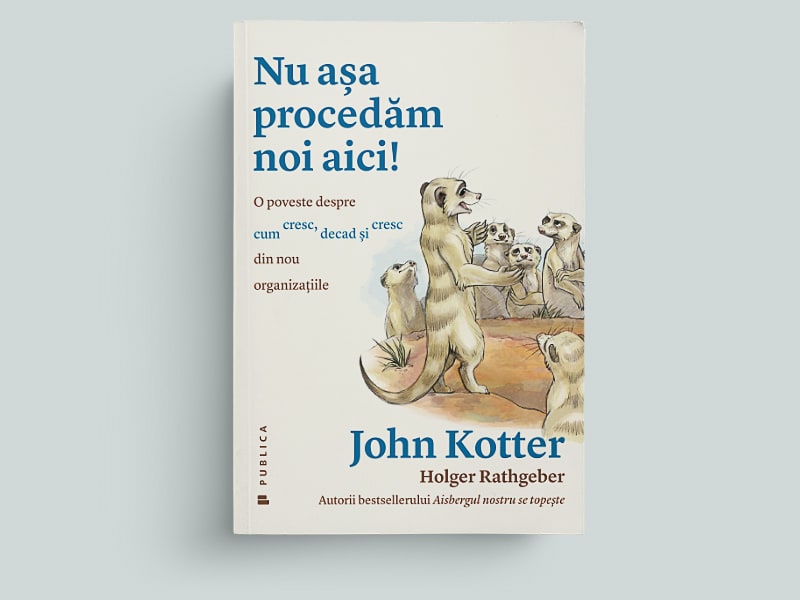 Nu așa
procedăm
noi aici!
O poveste despre
cum cresc, decad și cresc
din nou
organizațiile
John Kotter
Holger Rathgeber
Autorii bestsellerului Aisbergul nostru se topește
PUBLICA